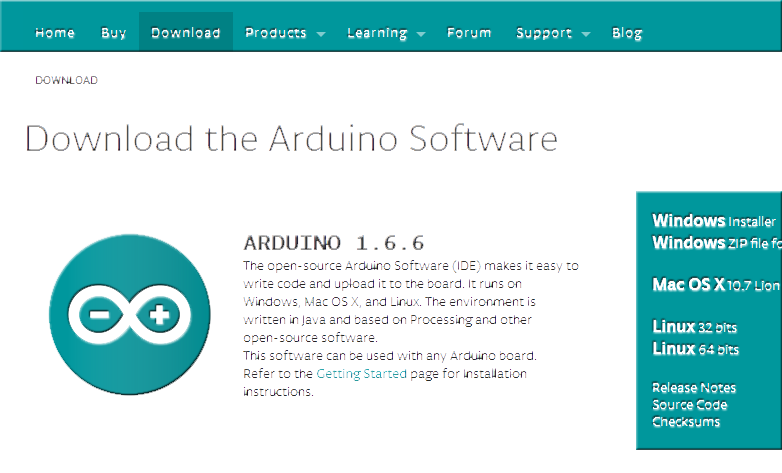 Home Buy Download Products Learning Forum Support Blog
DOWNLOAD
Download the Arduino Software
ARDUINO 1.6.6
The open-source Arduino Software (IDE) makes it easy to
write code and upload it to the board. It runs on
Windows, Mac OS X, and Linux. The environment is
written in Java and based on Processing and other
open-source software.
This software can be used with any Arduino board.
Refer to the Getting Started page for Installation
instructions.
Windows Installer
Windows ZIP file fo
Mac OS X 10.7 Lion
Linux 32 bits
Linux 64 bits
Release Notes
Source Code
Checksums